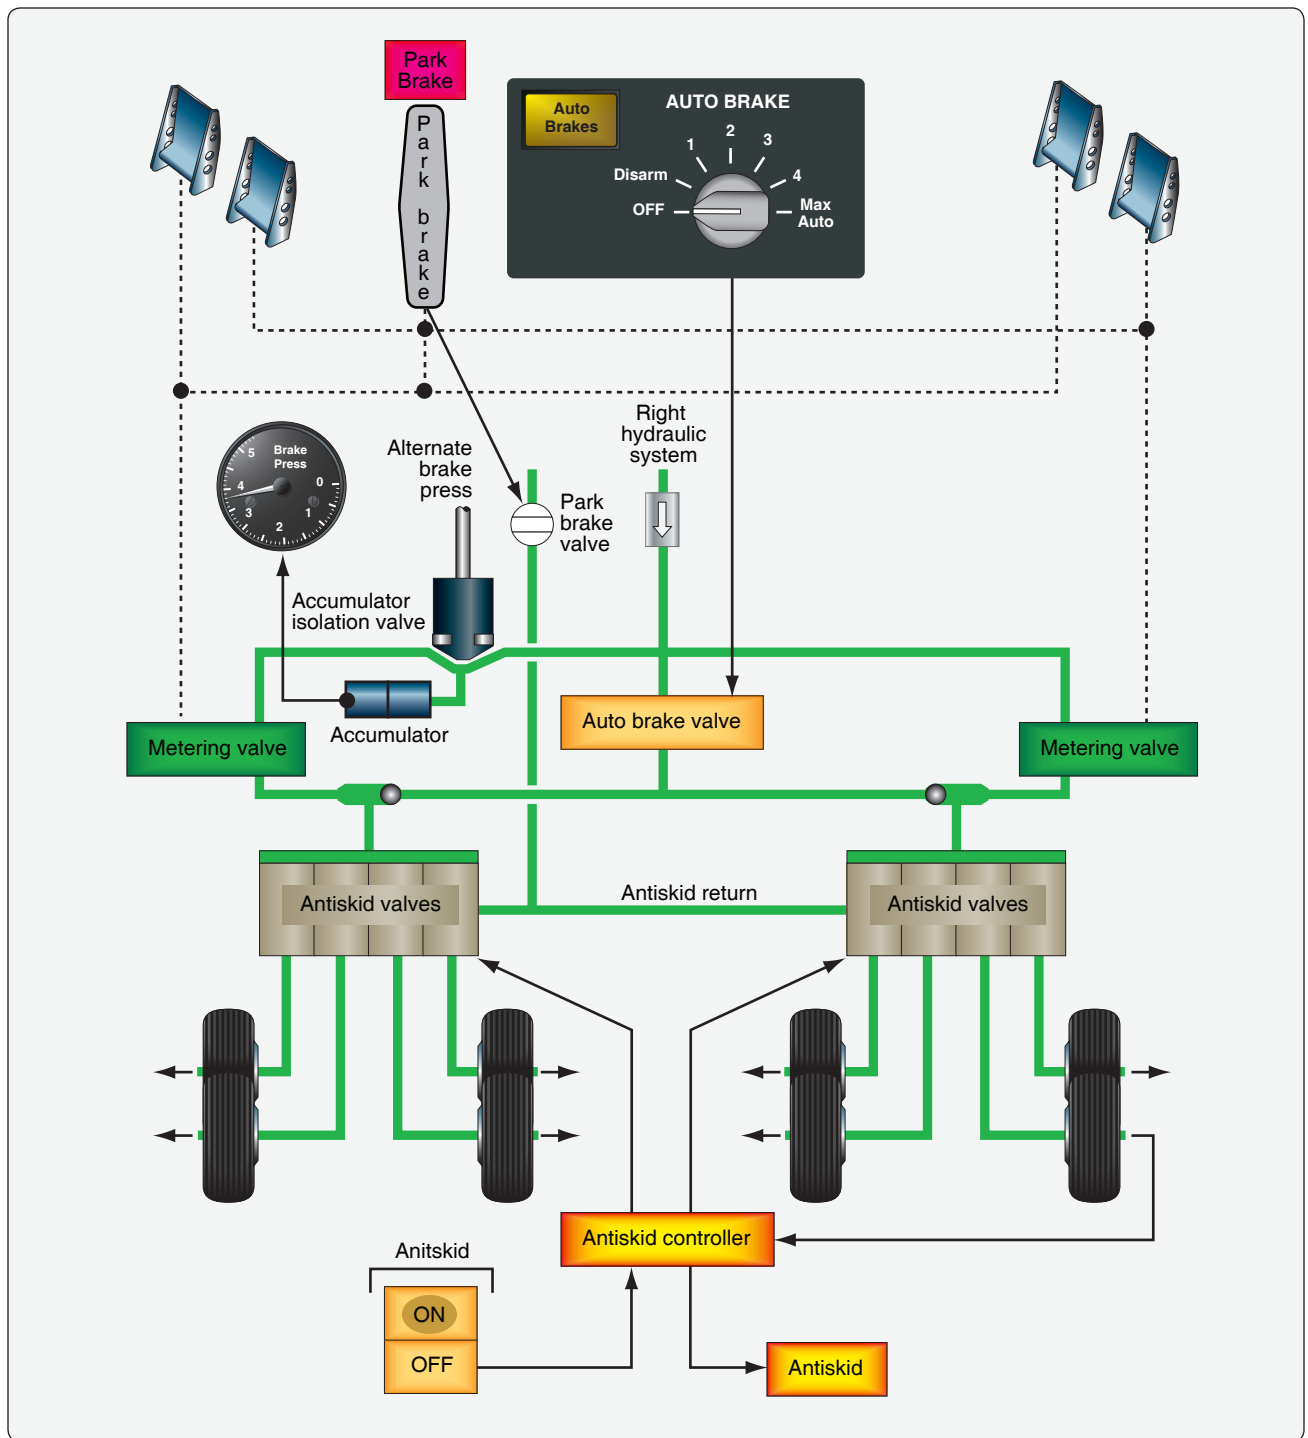 Park
Brake
Park brake
Auto
Brakes
AUTO BRAKE
OFF
Disarm
1
2
3
4
Max
Auto
Brake
Press
0
1
2
3
4
5
Alternate
brake
press
Right
hydraulic
system
Park
brake
valve
Accumulator
isolation valve
Accumulator
Auto brake valve
Metering valve
Metering valve
Antiskid valves
Antiskid return
Antiskid valves
Antiskid controller
Anitskid
ON
OFF
Antiskid